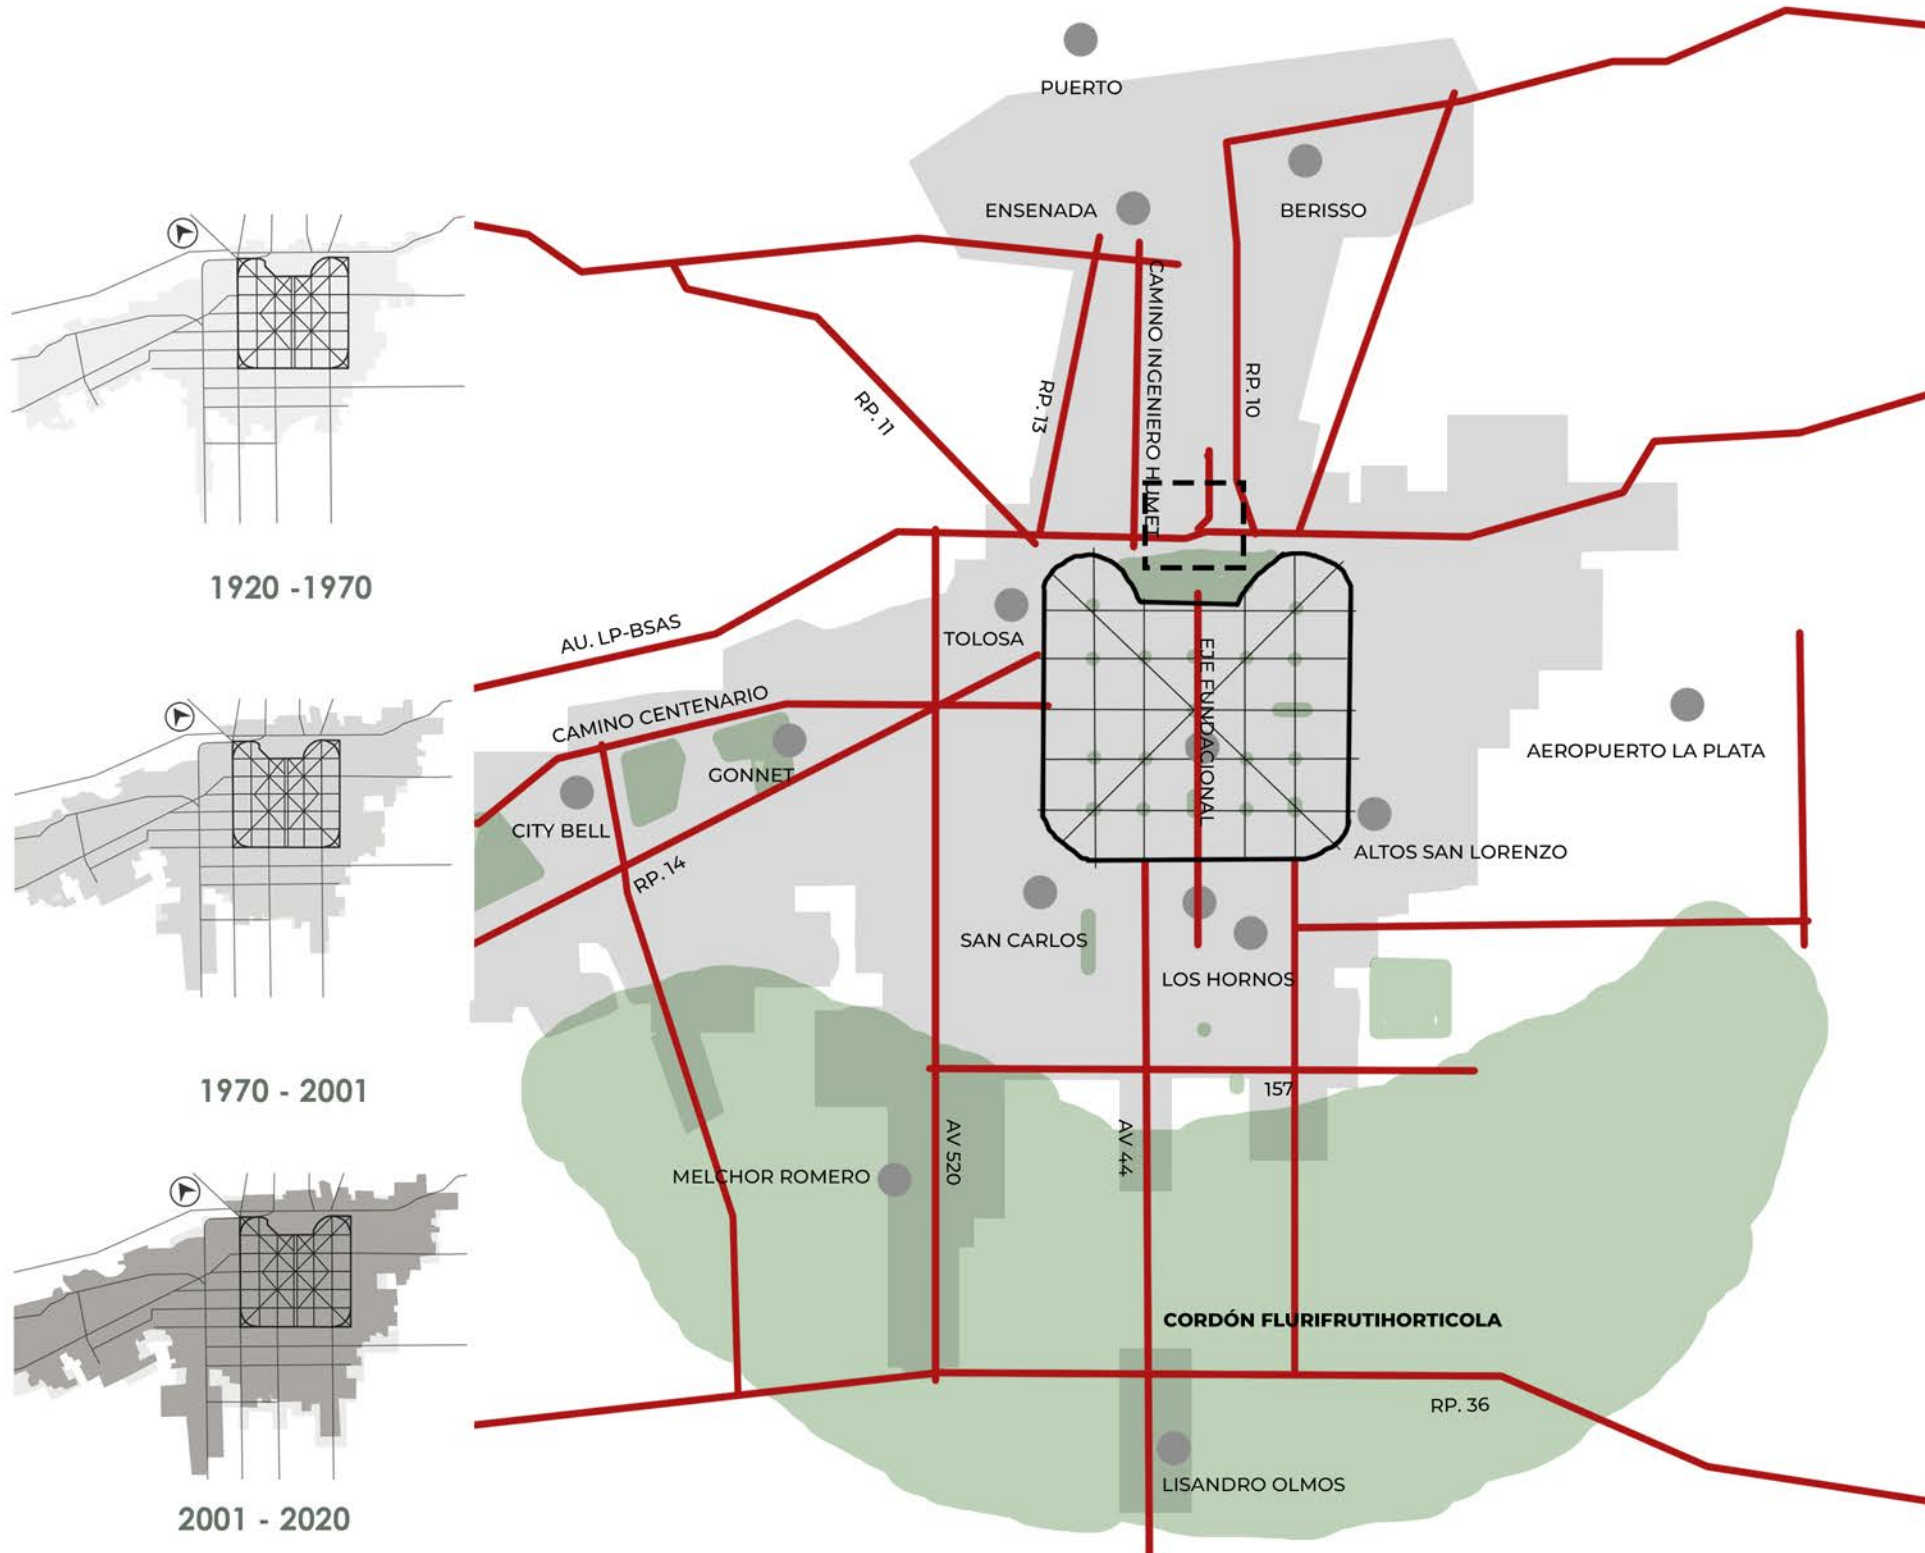 PUERTO
ENSENADA
BERISSO
CAMINO INGENIERO HUMET
RP. 10
RP. 13
RP. 11
1920 -1970
AU. LP-BSAS
TOLOSA
EJE FUNDACIONAL
CAMINO CENTENARIO
AEROPUERTO LA PLATA
GONNET
CITY BELL
ALTOS SAN LORENZO
RP. 14
SAN CARLOS
LOS HORNOS
1970 - 2001
157
AV 520
AV 44
MELCHOR ROMERO
CORDÓN FLURIFRUTIHORTICOLA
RP. 36
LISANDRO OLMOS
2001 - 2020